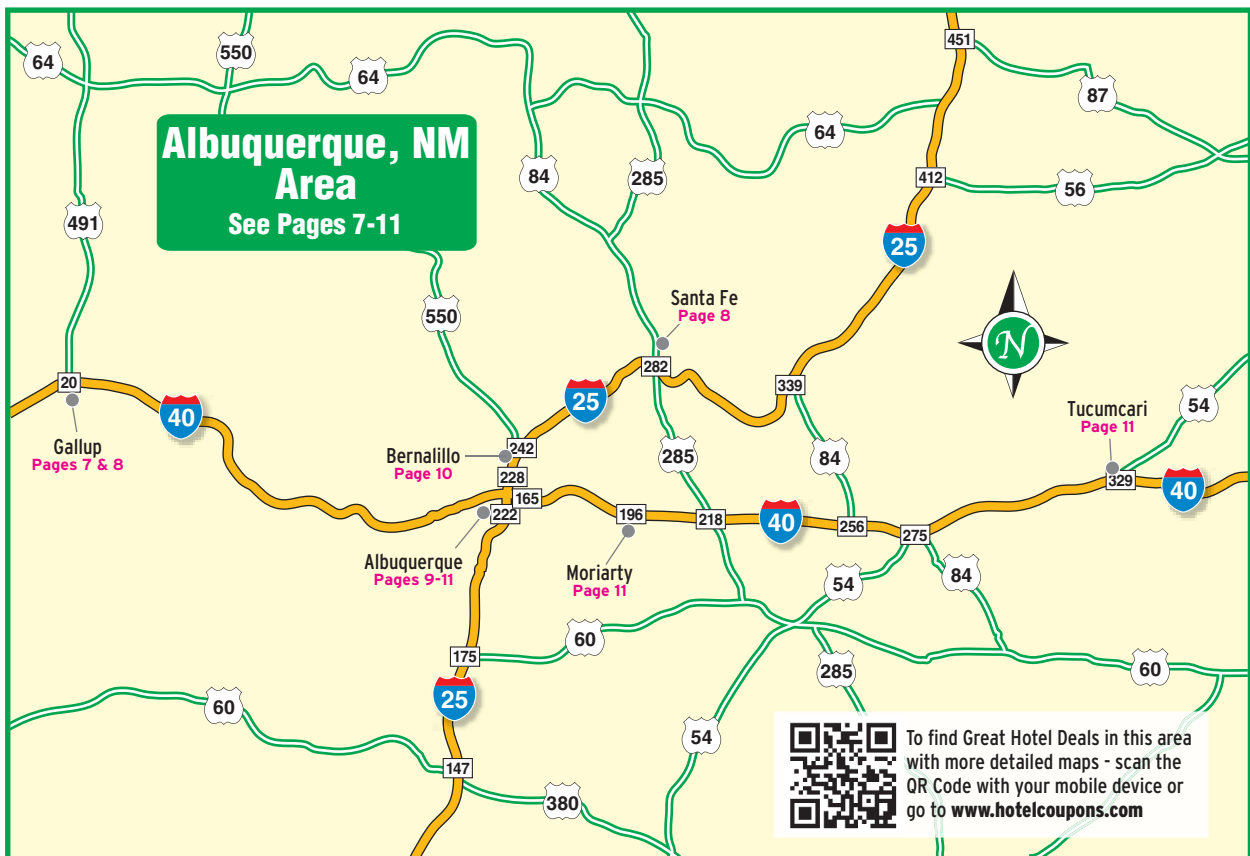 451
550
64
64
87
64
Albuquerque, NM
Area
See Pages 7-11
84
285
412
56
491
25
Santa Fe
Page 8
550
282
339
20
25
40
Tucumcari
Page 11
54
Gallup
Pages 7 & 8
Bernalillo
Page 10
242
285
84
228
329
40
165
222
196
218
40
256
275
Albuquerque
Pages 9-11
Moriarty
Page 11
54
84
60
175
285
60
25
60
54
147
380
N
To find Great Hotel Deals in this area
with more detailed maps - scan the
QR Code with your mobile device or
go to www.hotelcoupons.com